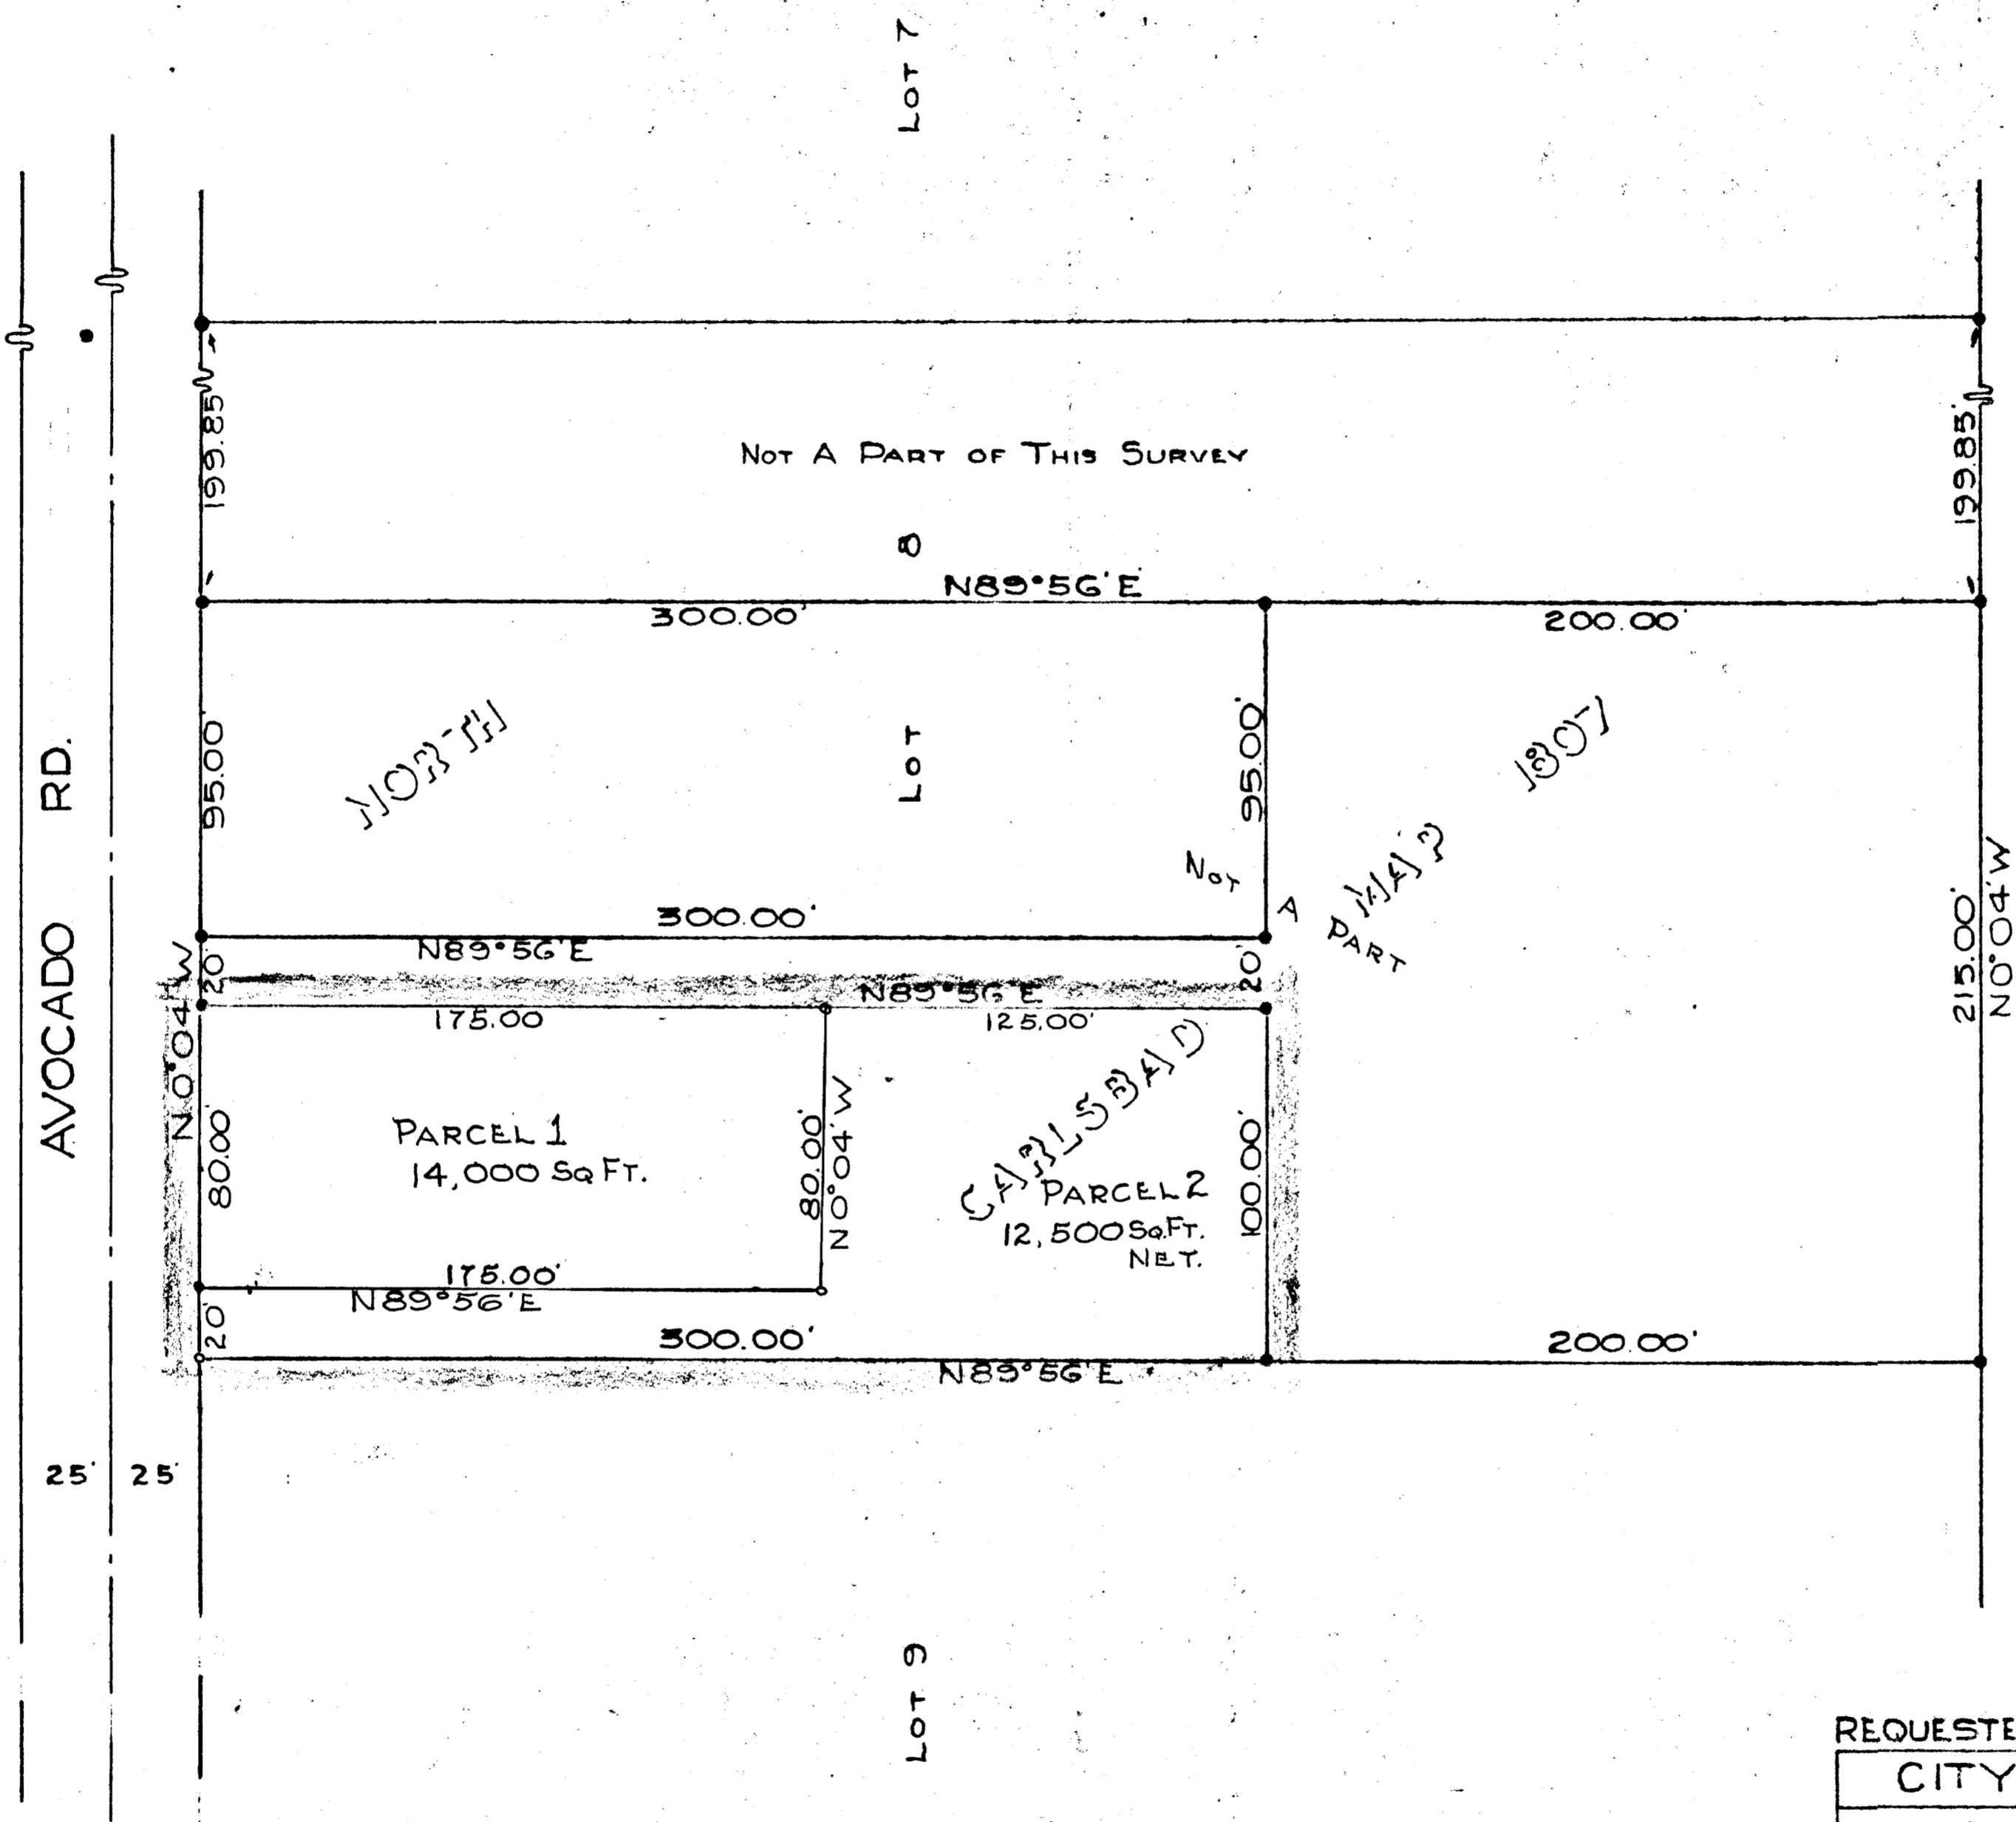 LOT 7
199.85'
199.85'
NOT A PART OF THIS SURVEY
8
N89°56'E
300.00'
200.00'
NORTH
95.00'
LOT
95.00'
1807
MAP
NOT A PART
AVOCADO RD.
300.00'
N89°56'E
20'
20'
N0°04'W
N89°56'E
175.00
125.00'
215.00'
N0°04'W
CARLSBAD
80.00'
PARCEL 1
14,000 SQ FT.
80.00'
N0°04'W
PARCEL 2
12,500 SQ.FT.
NET.
100.00'
175.00'
N89°56'E
20'
300.00'
200.00'
N89°56'E
25' 25'
LOT 9
REQUESTE
CITY